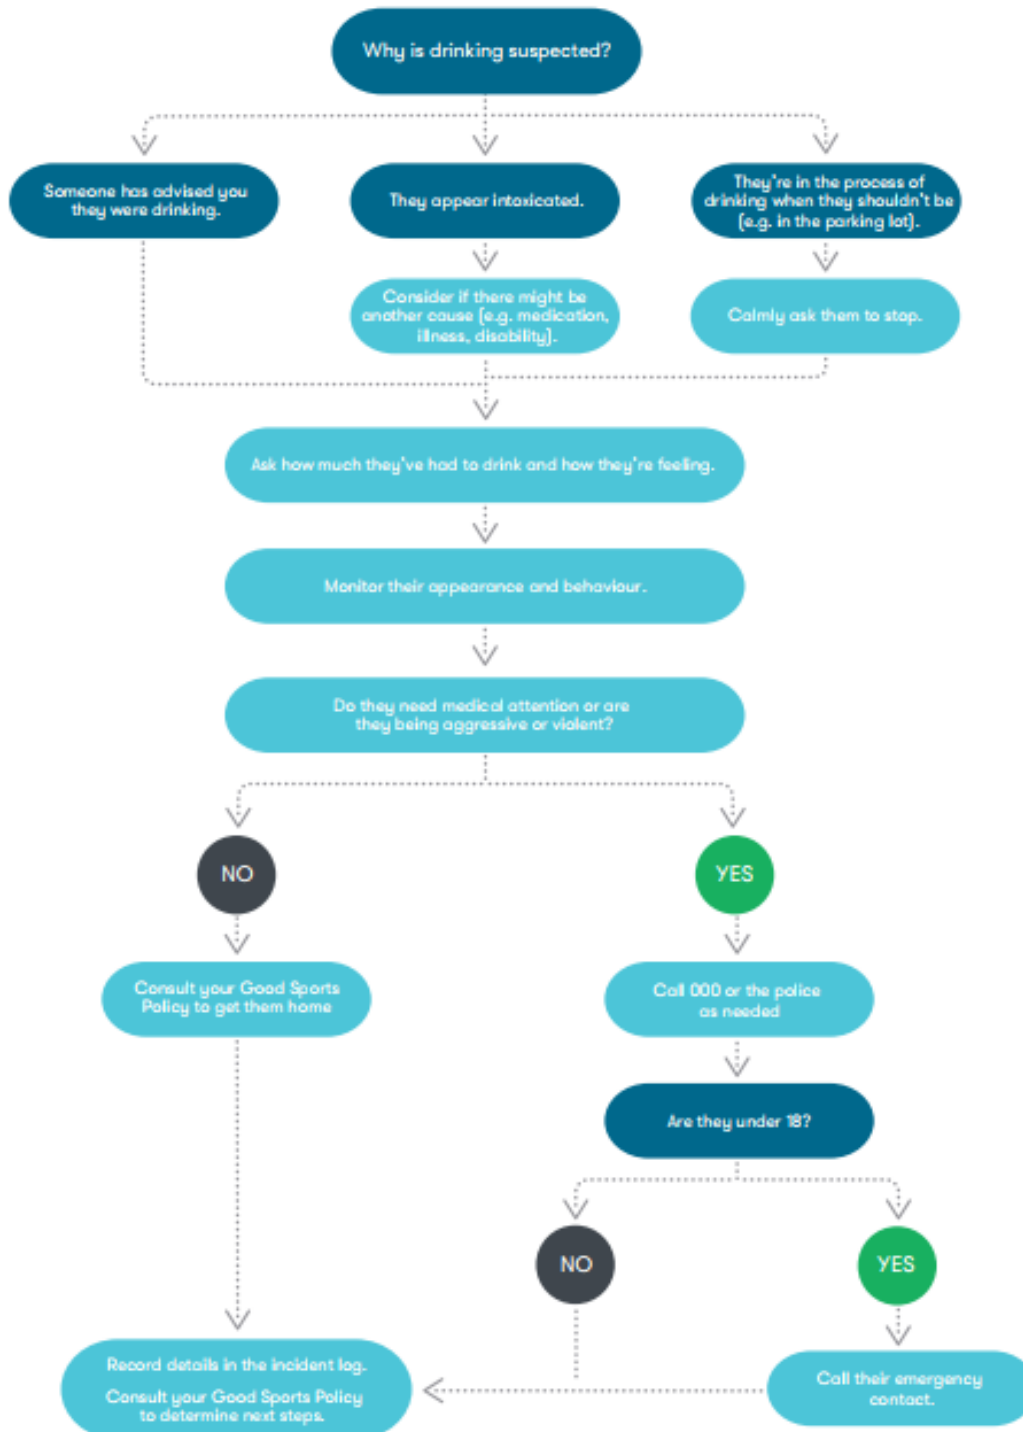 Why is drinking suspected?
Someone has advised you
they were drinking.
They appear intoxicated.
They're in the process of
drinking when they shouldn't be
(e.g. in the parking lot).
Consider if there might be
another cause (e.g. medication,
illness, disability).
Calmly ask them to stop.
Ask how much they've had to drink and how they're feeling.
Monitor their appearance and behaviour.
Do they need medical attention or are
they being aggressive or violent?
NO
YES
Consult your Good Sports
Policy to get them home
Call 000 or the police
as needed
Are they under 18?
NO
YES
Record details in the incident log.
Consult your Good Sports Policy
to determine next steps.
Call their emergency
contact.